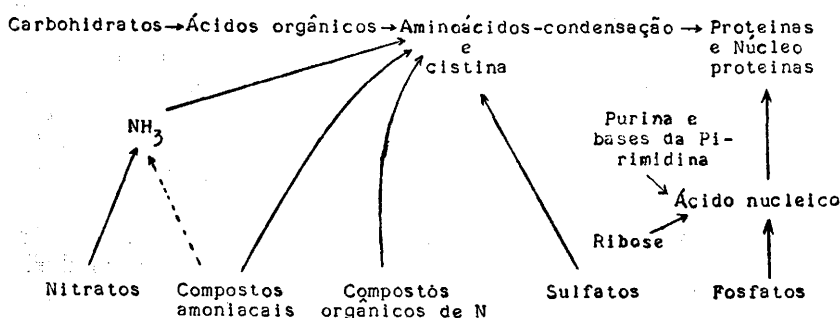 Carbohidratos→Ácidos orgânicos→Aminoácidos-condensação→Proteinas
e
cistina
e Núcleo
proteinas
NH3
Purina e
bases da Pi-
rimidina
Ácido nucleico
Ribose
Nitratos
Compostos
amoniacais
Compostós
orgânicos de N
Sulfatos
Fosfatos